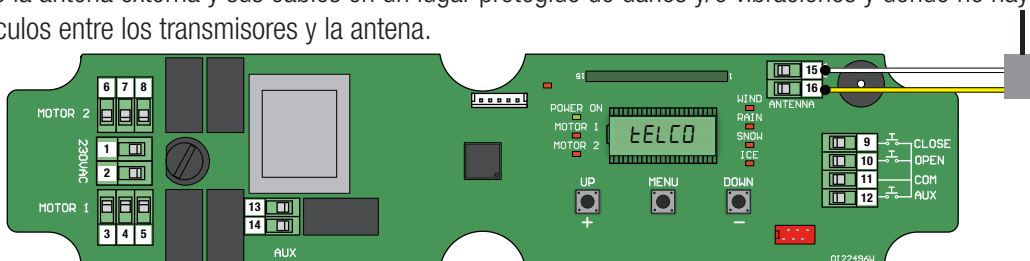 la antena externa y sus cables en un lugar protegido de daños y/o vibraciones y donde no hay
culos entre los transmisores y la antena.
6 7 8
MOTOR 2
230VAC
1
2
MOTOR 1
3 4 5
13
14
AUX
POWER ON
MOTOR 1
MOTOR 2
15
1
tELCO
WIND
RAIN
SNOW
ICE
UP
+
MENU
DOWN
–
15
16
ANTENNA
9 CLOSE
10 OPEN
11 COM
12 AUX
0122496W